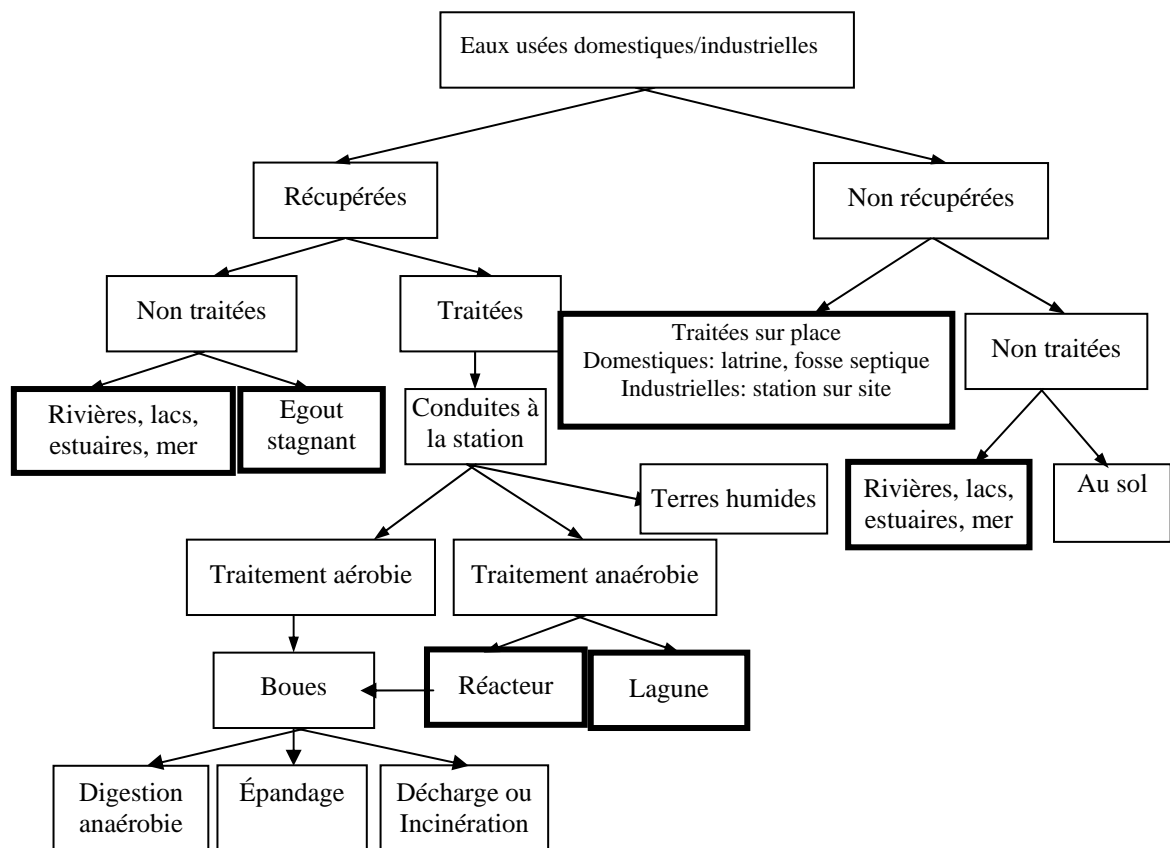 Eaux usées domestiques/industrielles
Récupérées
Non récupérées
Non traitées
Traitées
Traitées sur place
Domestiques: latrine, fosse septique
Industrielles: station sur site
Non traitées
Rivières, lacs,
estuaires, mer
Egout
stagnant
Conduites à
la station
Terres humides
Rivières, lacs,
estuaires, mer
Au sol
Traitement aérobie
Traitement anaérobie
Boues
Réacteur
Lagune
Digestion
anaérobie
Épandage
Décharge ou
Incinération